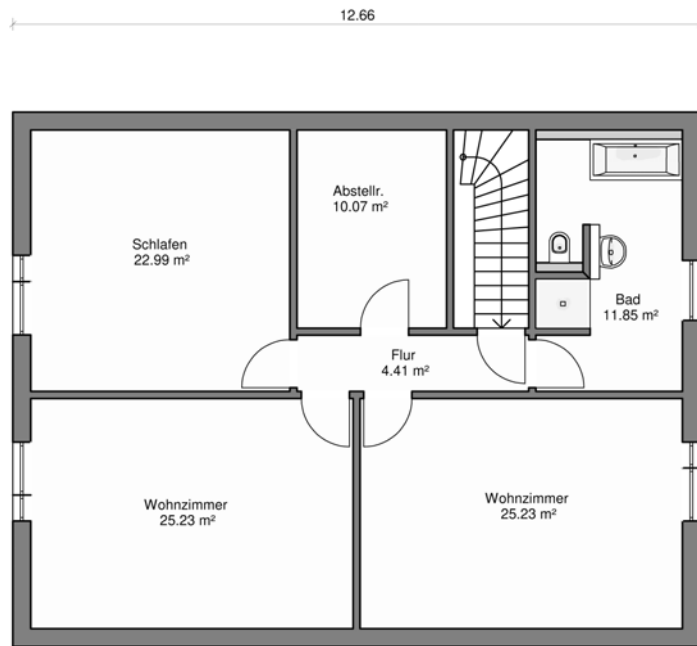 12.66
Abstellr.
10.07 m²
Schlafen
22.99 m²
Bad
11.85 m²
Flur
4.41 m²
Wohnzimmer
25.23 m²
Wohnzimmer
25.23 m²